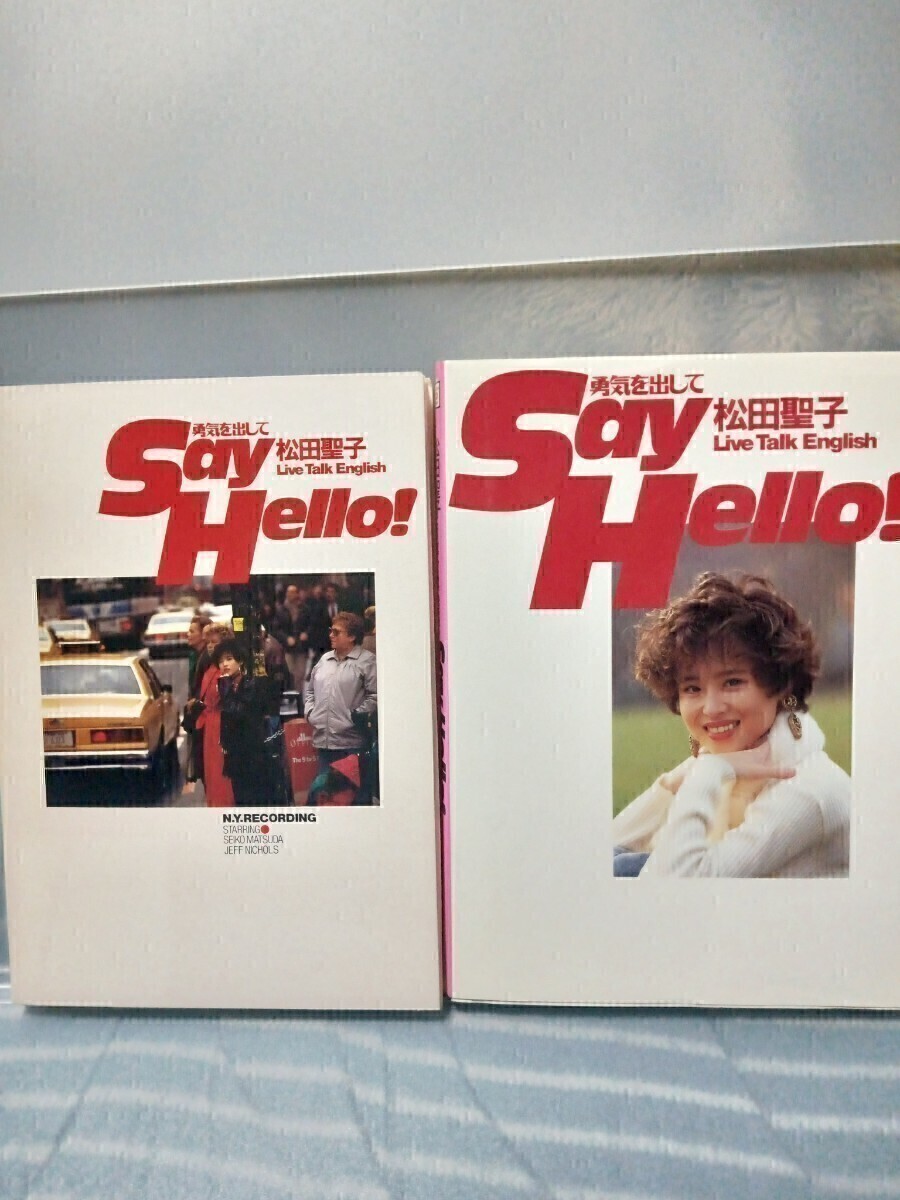 勇気を出して
Say
松田聖子
Live Talk English
Hello!
N.Y.RECORDING
STARRING
SEIKO MATSUDA
JEFF NICHOLS
勇気を出して
Say
松田聖子
Live Talk English
Hello!